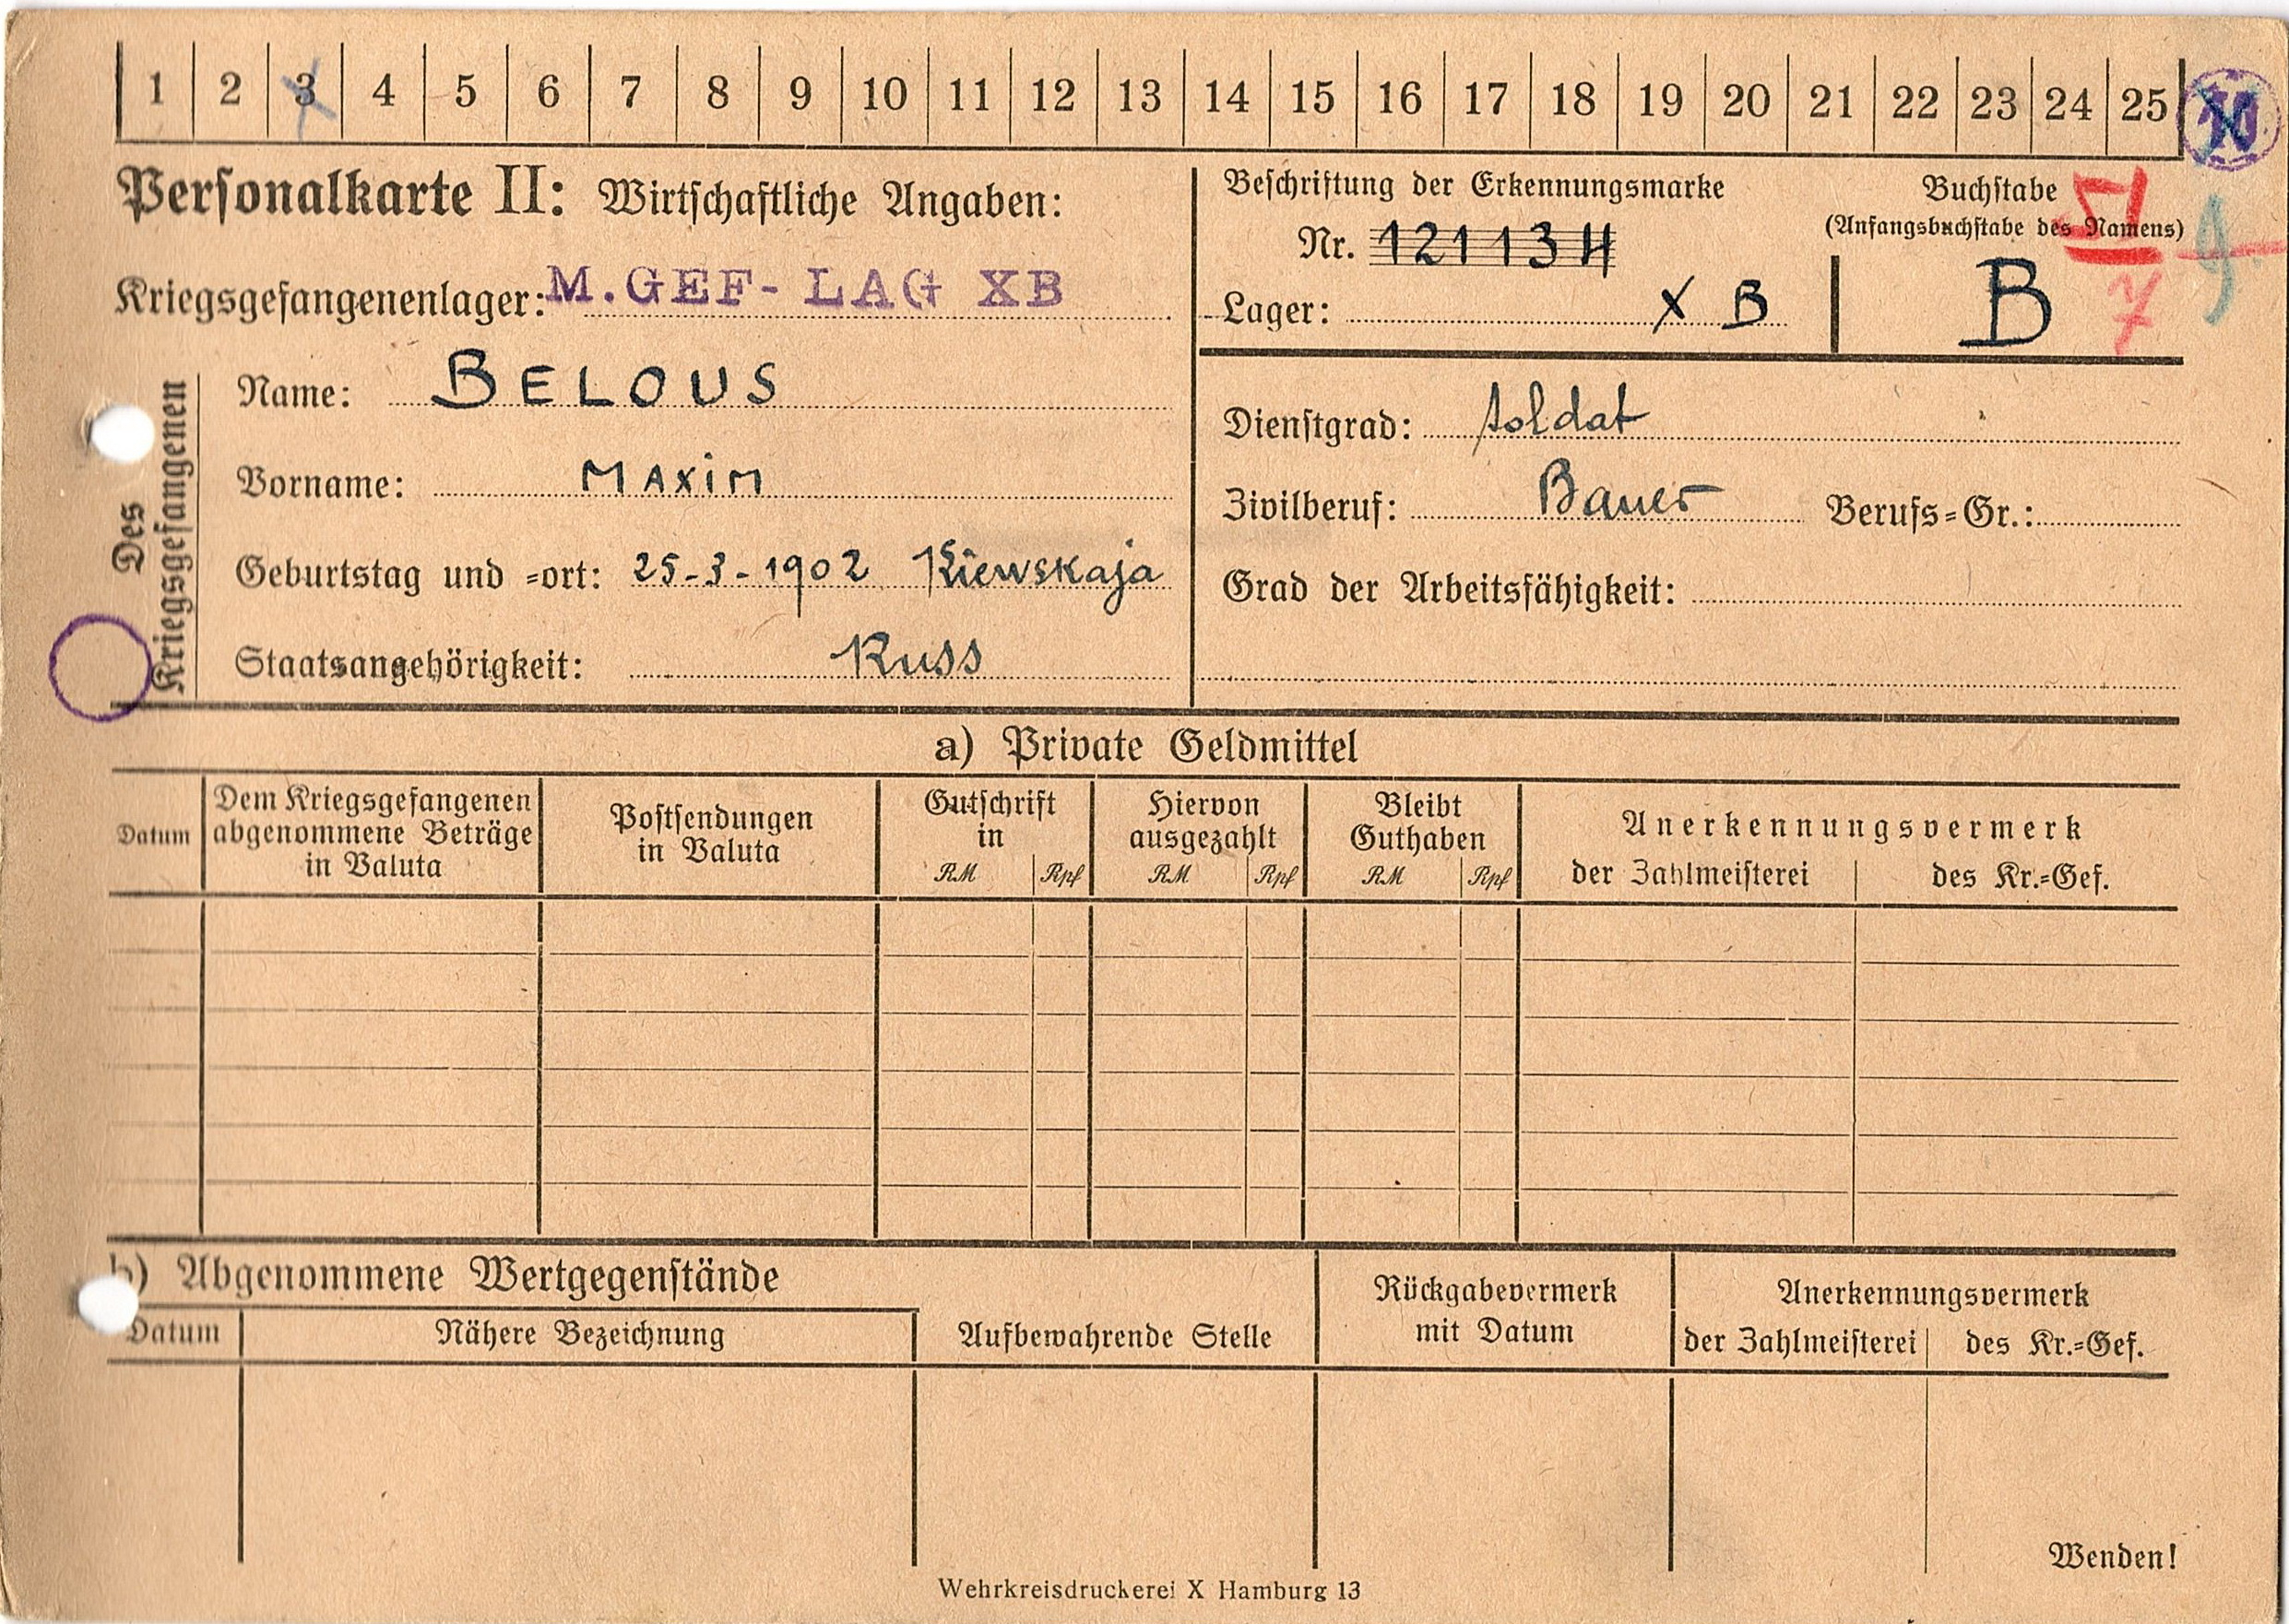 1 2 3 4 5 6 7 8 9 10 11 12 13 14 15 16 17 18 19 20 21 22 23 24 25
Personalkarte II: Wirtschaftliche Angaben:
Kriegsgefangenenlager: M.GEF- LAG XB
Beschriftung der Erkennungsmarke
Nr. 121134
Lager: X B
Buchstabe
(Anfangsbuchstabe des Namens)
B
Des
Kriegsgefangenen
Name: BELOUS
Vorname: MAXIM
Geburtstag und =ort: 25-3-1902 Kiewskaja
Staatsangehörigkeit: Russ
Dienstgrad: soldat
Zivilberuf: Bauer Berufs=Gr.:
Grad der Arbeitsfähigkeit:
a) Private Geldmittel
Datum
Dem Kriegsgefangenen
abgenommene Beträge
in Valuta
Postsendungen
in Valuta
Gutschrift
in
RM Rpf
Hiervon
ausgezahlt
RM Rpf
Bleibt
Guthaben
RM Rpf
Anerkennungsvermerk
der Zahlmeisterei des Kr.=Gef.
b) Abgenommene Wertgegenstände
Datum Nähere Bezeichnung
Aufbewahrende Stelle
Rückgabevermerk
mit Datum
Anerkennungsvermerk
der Zahlmeisterei des Kr.=Gef.
Wenden!
Wehrkreisdruckerei X Hamburg 13